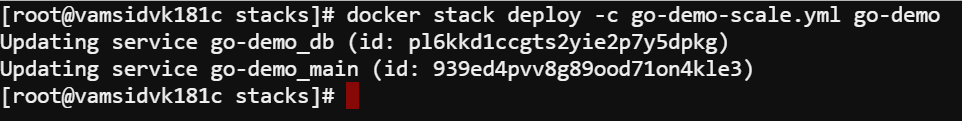 [root@vamsidvk181c stacks]# docker stack deploy -c go-demo-scale.yml go-demo
Updating service go-demo_db (id: pl6kkd1ccgts2yie2p7y5dpkg)
Updating service go-demo_main (id: 939ed4pvv8g89ood71on4kle3)
[root@vamsidvk181c stacks]#